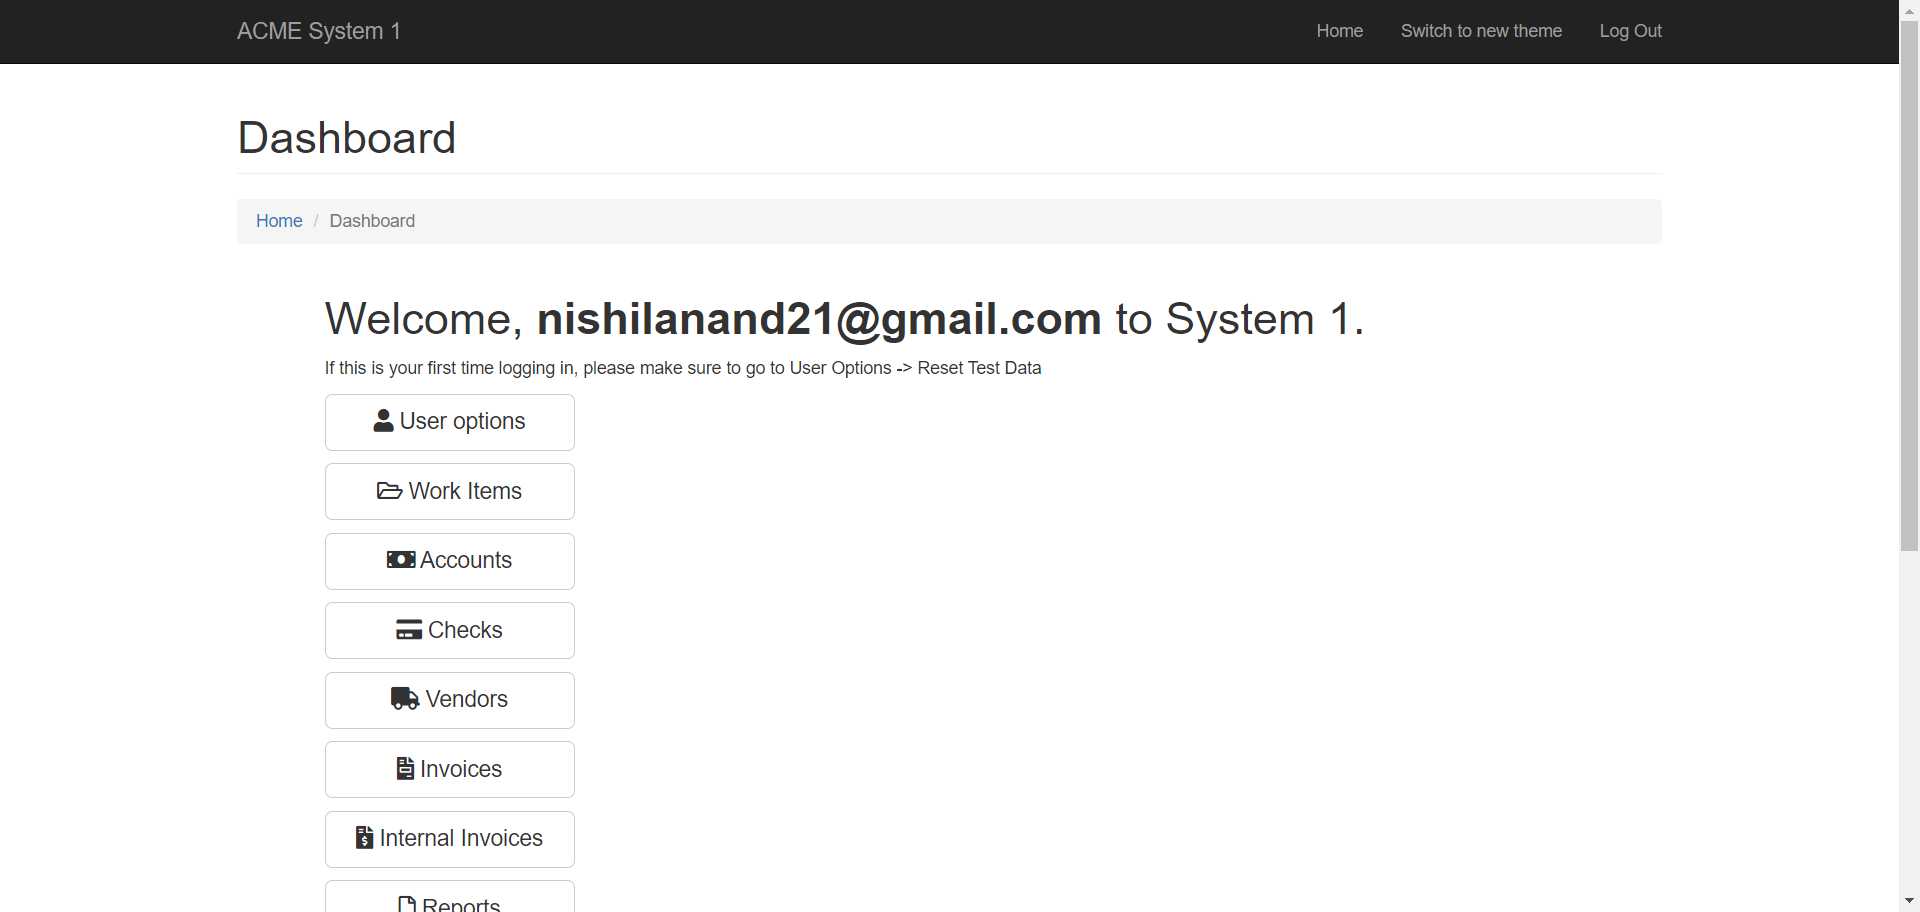 ACME System 1
Home
Switch to new theme
Log Out
Dashboard
Home / Dashboard
Welcome, nishilanand21@gmail.com to System 1.
If this is your first time logging in, please make sure to go to User Options -> Reset Test Data
User options
Work Items
Accounts
Checks
Vendors
Invoices
Internal Invoices
Reports